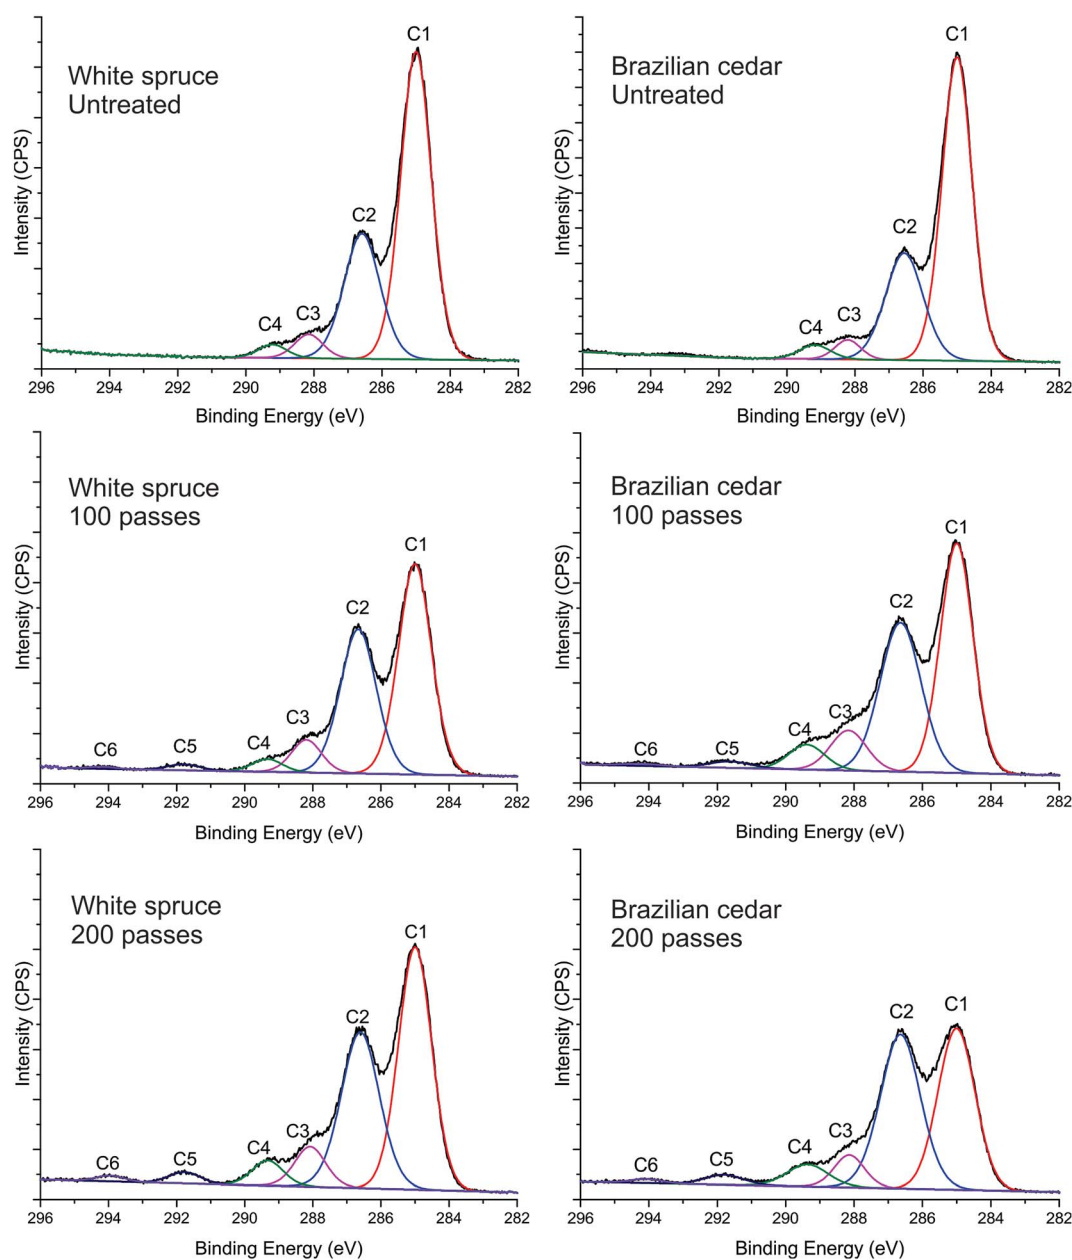 White spruce
Untreated
C1
C2
C3
C4
Intensity (CPS)
296 294 292 290 288 286 284 282
Binding Energy (eV)
Brazilian cedar
Untreated
C1
C2
C3
C4
Intensity (CPS)
296 294 292 290 288 286 284 282
Binding Energy (eV)
White spruce
100 passes
C1
C2
C3
C4
C5
C6
Intensity (CPS)
296 294 292 290 288 286 284 282
Binding Energy (eV)
Brazilian cedar
100 passes
C1
C2
C3
C4
C5
C6
Intensity (CPS)
296 294 292 290 288 286 284 282
Binding Energy (eV)
White spruce
200 passes
C1
C2
C3
C4
C5
C6
Intensity (CPS)
296 294 292 290 288 286 284 282
Binding Energy (eV)
Brazilian cedar
200 passes
C1
C2
C3
C4
C5
C6
Intensity (CPS)
296 294 292 290 288 286 284 282
Binding Energy (eV)